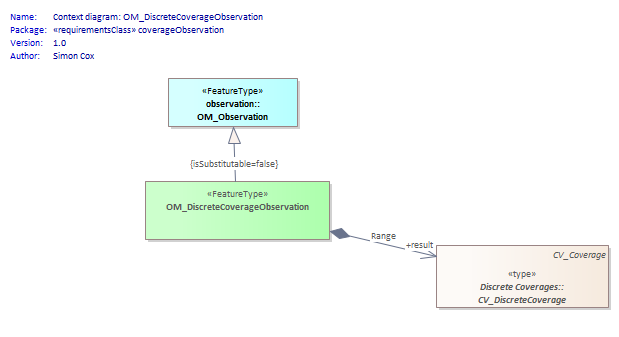 Name: Context diagram: OM_DiscreteCoverageObservation
Package: «requirementsClass» coverageObservation
Version: 1.0
Author: Simon Cox
«FeatureType»
observation::
OM_Observation
{isSubstitutable=false}
«FeatureType»
OM_DiscreteCoverageObservation
Range
+result
CV_Coverage
«type»
Discrete Coverages::
CV_DiscreteCoverage